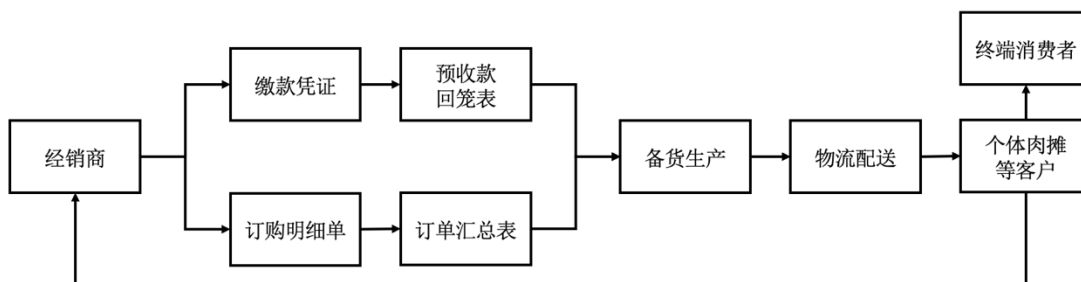 终端消费者
缴款凭证
预收款
回笼表
经销商
备货生产
物流配送
个体肉摊
等客户
订购明细单
订单汇总表